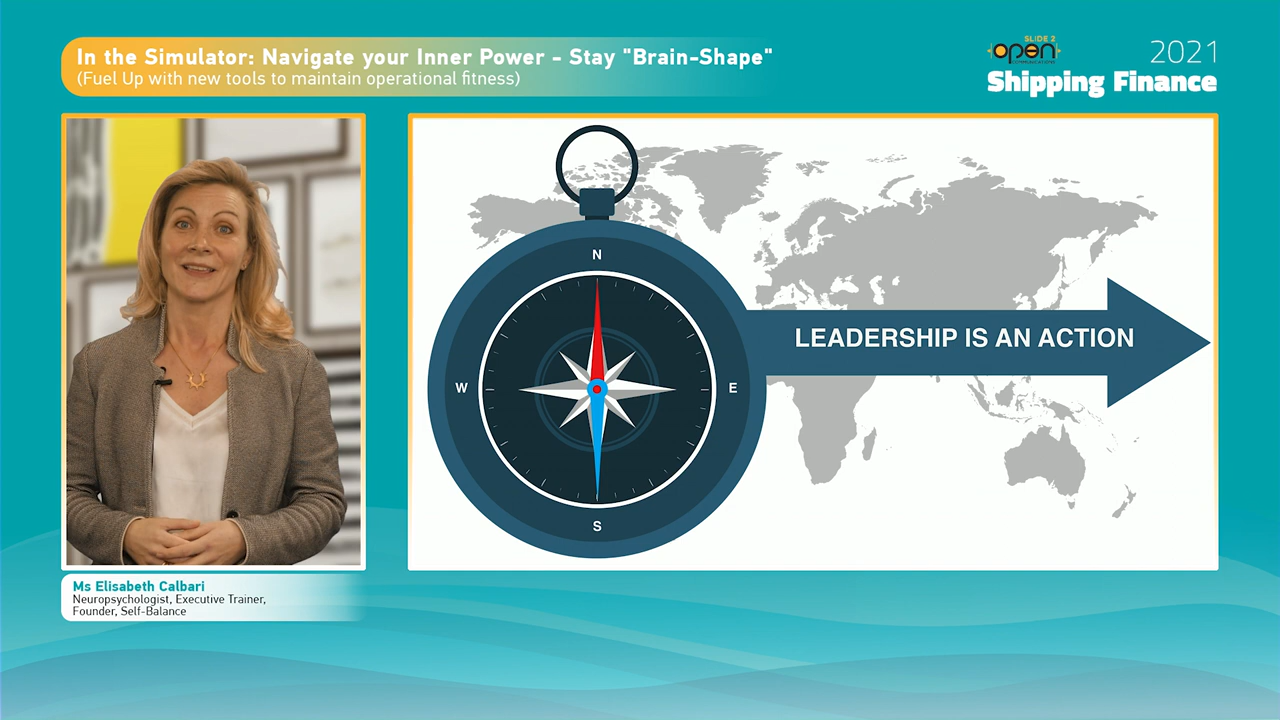 In the Simulator: Navigate your Inner Power - Stay "Brain-Shape"
(Fuel Up with new tools to maintain operational fitness)
SLIDE 2
open
COMMUNICATIONS
2021
Shipping Finance
N
W
E
S
LEADERSHIP IS AN ACTION
Ms Elisabeth Calbari
Neuropsychologist, Executive Trainer,
Founder, Self-Balance